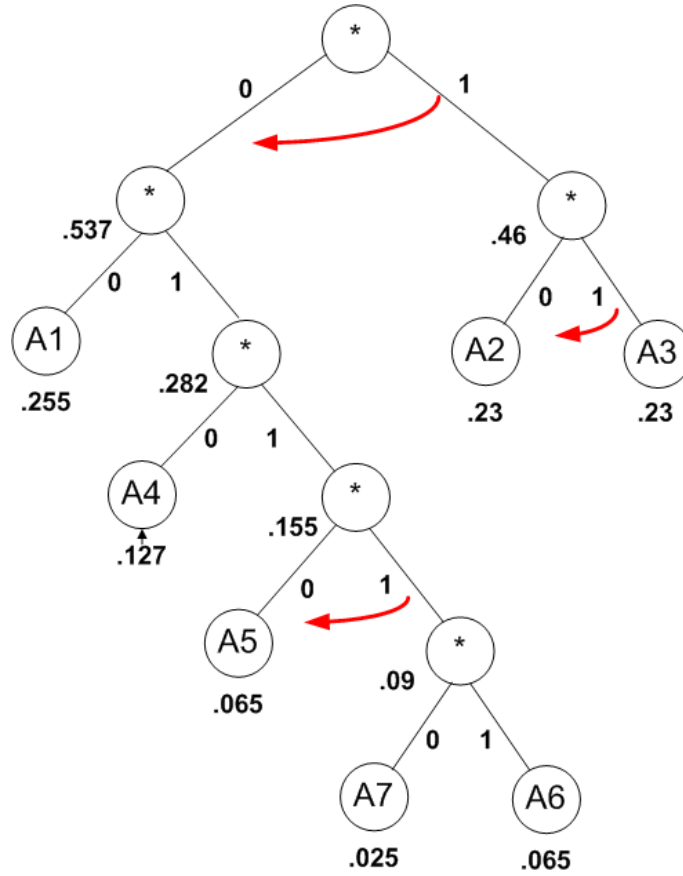 *
0 1
* *
.537 .46
0 1 0 1
A1 * A2 A3
.255 .282 .23 .23
0 1
A4 *
.127 .155
0 1
A5 *
.065 .09
0 1
A7 A6
.025 .065